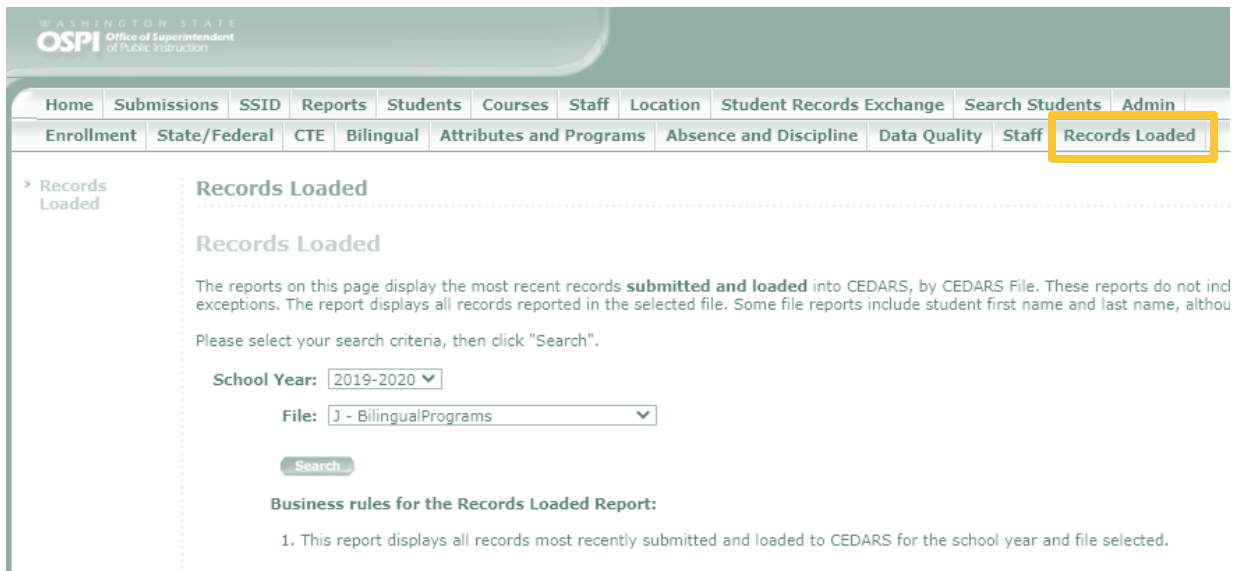 WASHINGTON STATE
OSPI Office of Superintendent
of Public Instruction
Home Submissions SSID Reports Students Courses Staff Location Student Records Exchange Search Students Admin
Enrollment State/Federal CTE Bilingual Attributes and Programs Absence and Discipline Data Quality Staff Records Loaded
Records
Loaded
Records Loaded
Records Loaded
The reports on this page display the most recent records submitted and loaded into CEDARS, by CEDARS File. These reports do not incl
exceptions. The report displays all records reported in the selected file. Some file reports include student first name and last name, althou
Please select your search criteria, then click "Search".
School Year: 2019-2020
File: J - BilingualPrograms
Search
Business rules for the Records Loaded Report:
1. This report displays all records most recently submitted and loaded to CEDARS for the school year and file selected.